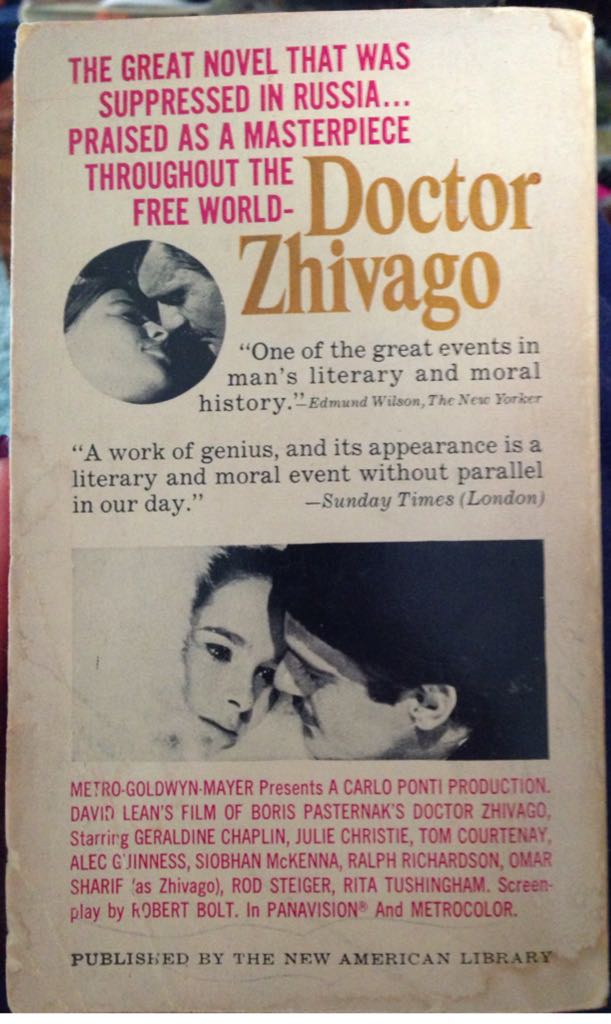 THE GREAT NOVEL THAT WAS
SUPPRESSED IN RUSSIA...
PRAISED AS A MASTERPIECE
THROUGHOUT THE
FREE WORLD-
Doctor
Zhivago
“One of the great events in
man's literary and moral
history.”—Edmund Wilson, The New Yorker
“A work of genius, and its appearance is a
literary and moral event without parallel
in our day.” —Sunday Times (London)
METRO-GOLDWYN-MAYER Presents A CARLO PONTI PRODUCTION.
DAVID LEAN'S FILM OF BORIS PASTERNAK'S DOCTOR ZHIVAGO,
Starring GERALDINE CHAPLIN, JULIE CHRISTIE, TOM COURTENAY,
ALEC GUINNESS, SIOBHAN McKENNA, RALPH RICHARDSON, OMAR
SHARIF (as Zhivago), ROD STEIGER, RITA TUSHINGHAM. Screen-
play by ROBERT BOLT. In PANAVISION® And METROCOLOR.
PUBLISHED BY THE NEW AMERICAN LIBRARY